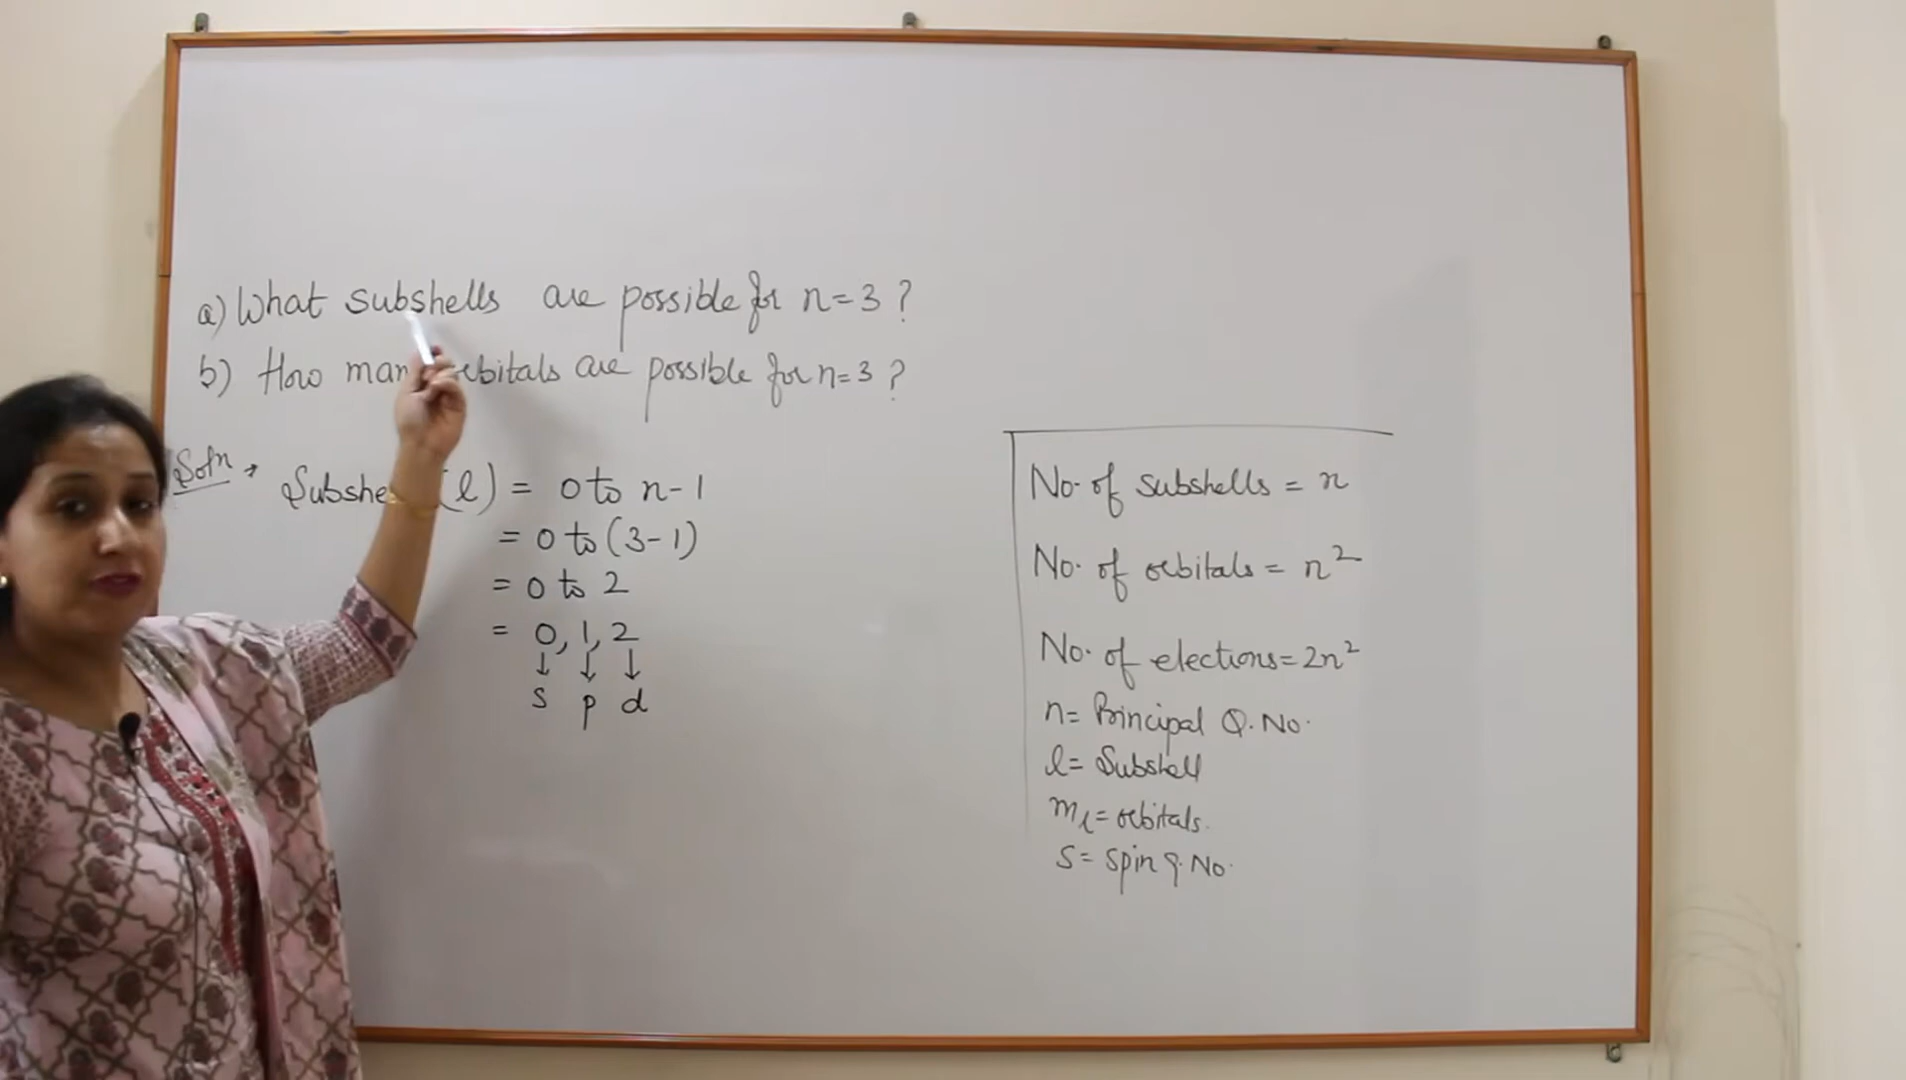 a) What subshells are possible for n=3 ?
b) How many orbitals are possible for n=3 ?
Soln → Subshe (l) = 0 to n-1
= 0 to (3-1)
= 0 to 2
= 0, 1, 2
↓ ↓ ↓
s p d
No. of subshells = n
No. of orbitals = n²
No. of elections = 2n²
n = Principal Q. No.
l = Subshell
mₗ = orbitals.
s = spin q. No.